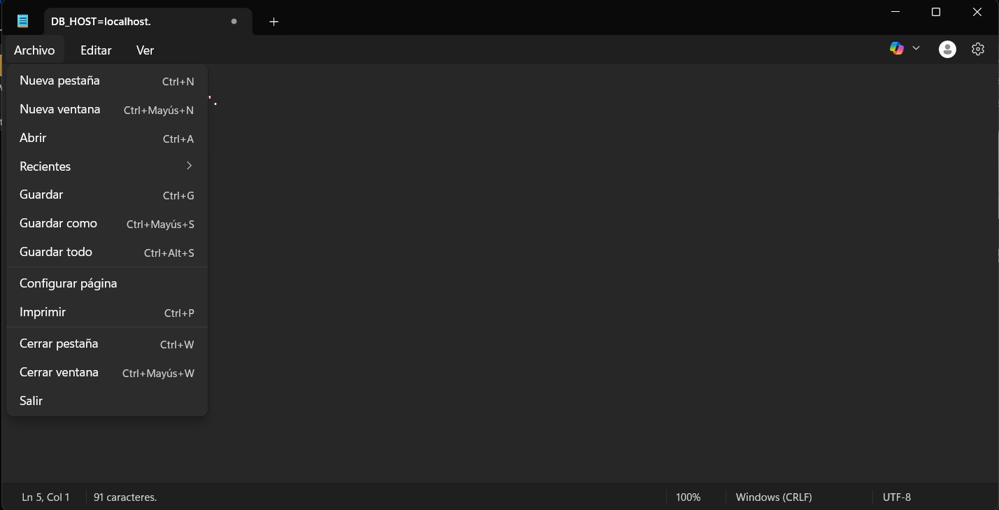 DB_HOST=localhost.
Archivo Editar Ver
Nueva pestaña Ctrl+N
'.
Nueva ventana Ctrl+Mayús+N
Abrir Ctrl+A
Recientes
Guardar Ctrl+G
Guardar como Ctrl+Mayús+S
Guardar todo Ctrl+Alt+S
Configurar página
Imprimir Ctrl+P
Cerrar pestaña Ctrl+W
Cerrar ventana Ctrl+Mayús+W
Salir
Ln 5, Col 1 91 caracteres. 100% Windows (CRLF) UTF-8